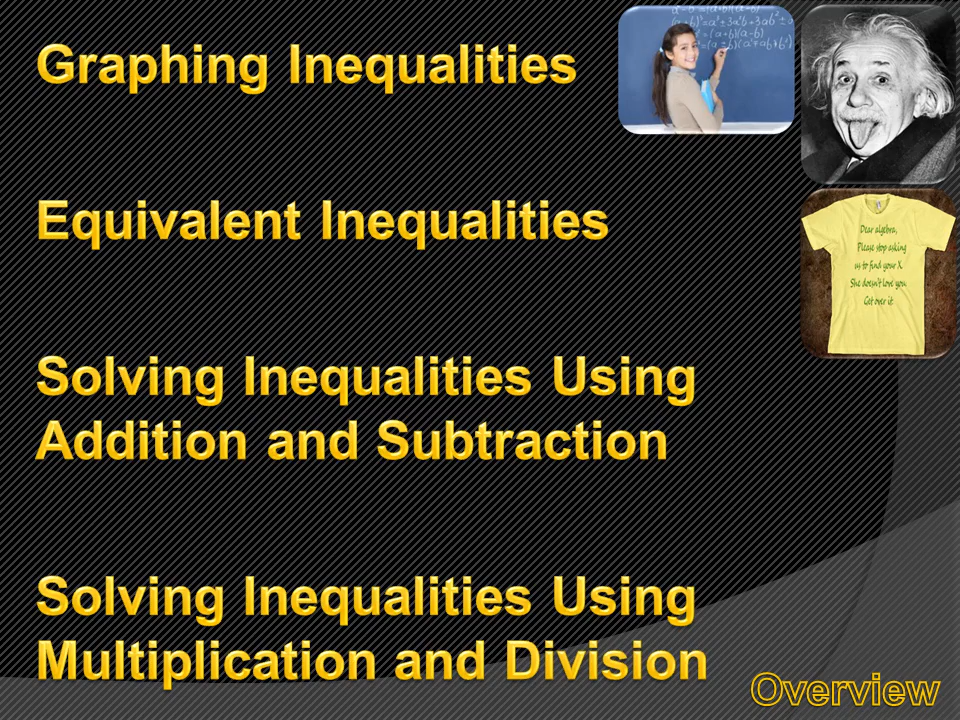 Graphing Inequalities
Equivalent Inequalities
Solving Inequalities Using
Addition and Subtraction
Solving Inequalities Using
Multiplication and Division
Overview
Dear algebra,
Please stop asking
us to find your X.
She doesn't love you.
Get over it